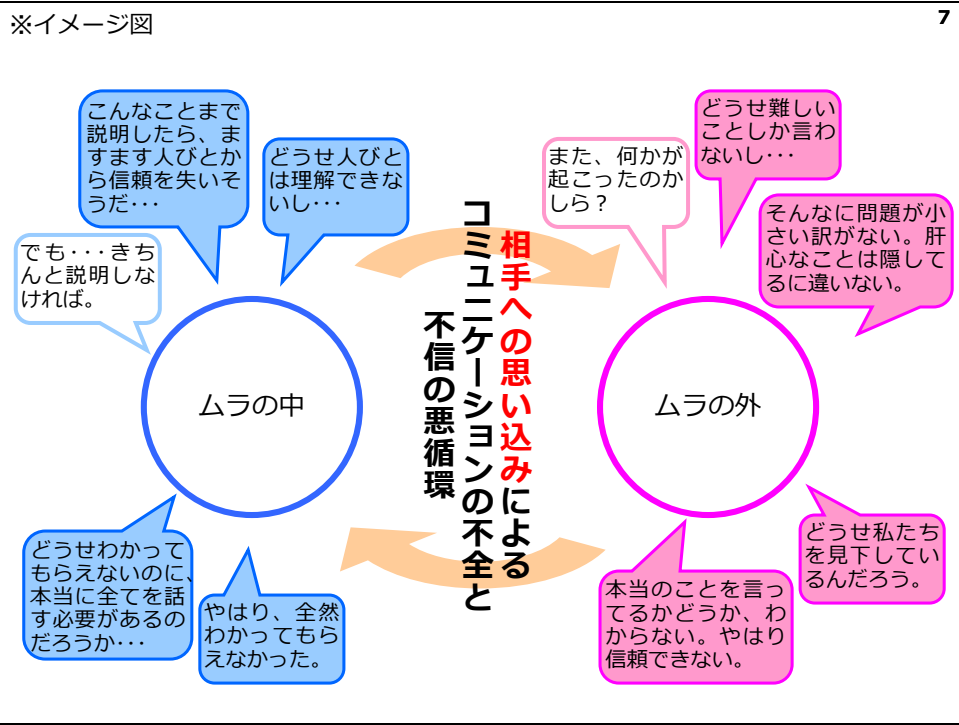 ※イメージ図
7
こんなことまで
説明したら、ま
すます人びとか
ら信頼を失いそ
うだ･･･
どうせ人びと
は理解できな
いし･･･
でも･･･きち
んと説明しな
ければ。
ムラの中
どうせわかって
もらえないのに、
本当に全てを話
す必要があるの
だろうか･･･
やはり、全然
わかってもら
えなかった。
相手への思い込みによる
コミュニケーションの不全と
不信の悪循環
また、何かが
起こったのか
しら？
どうせ難しい
ことしか言わ
ないし･･･
そんなに問題が小
さい訳がない。肝
心なことは隠して
るに違いない。
ムラの外
どうせ私たち
を見下してい
るんだろう。
本当のことを言っ
てるかどうか、わ
からない。やはり
信頼できない。